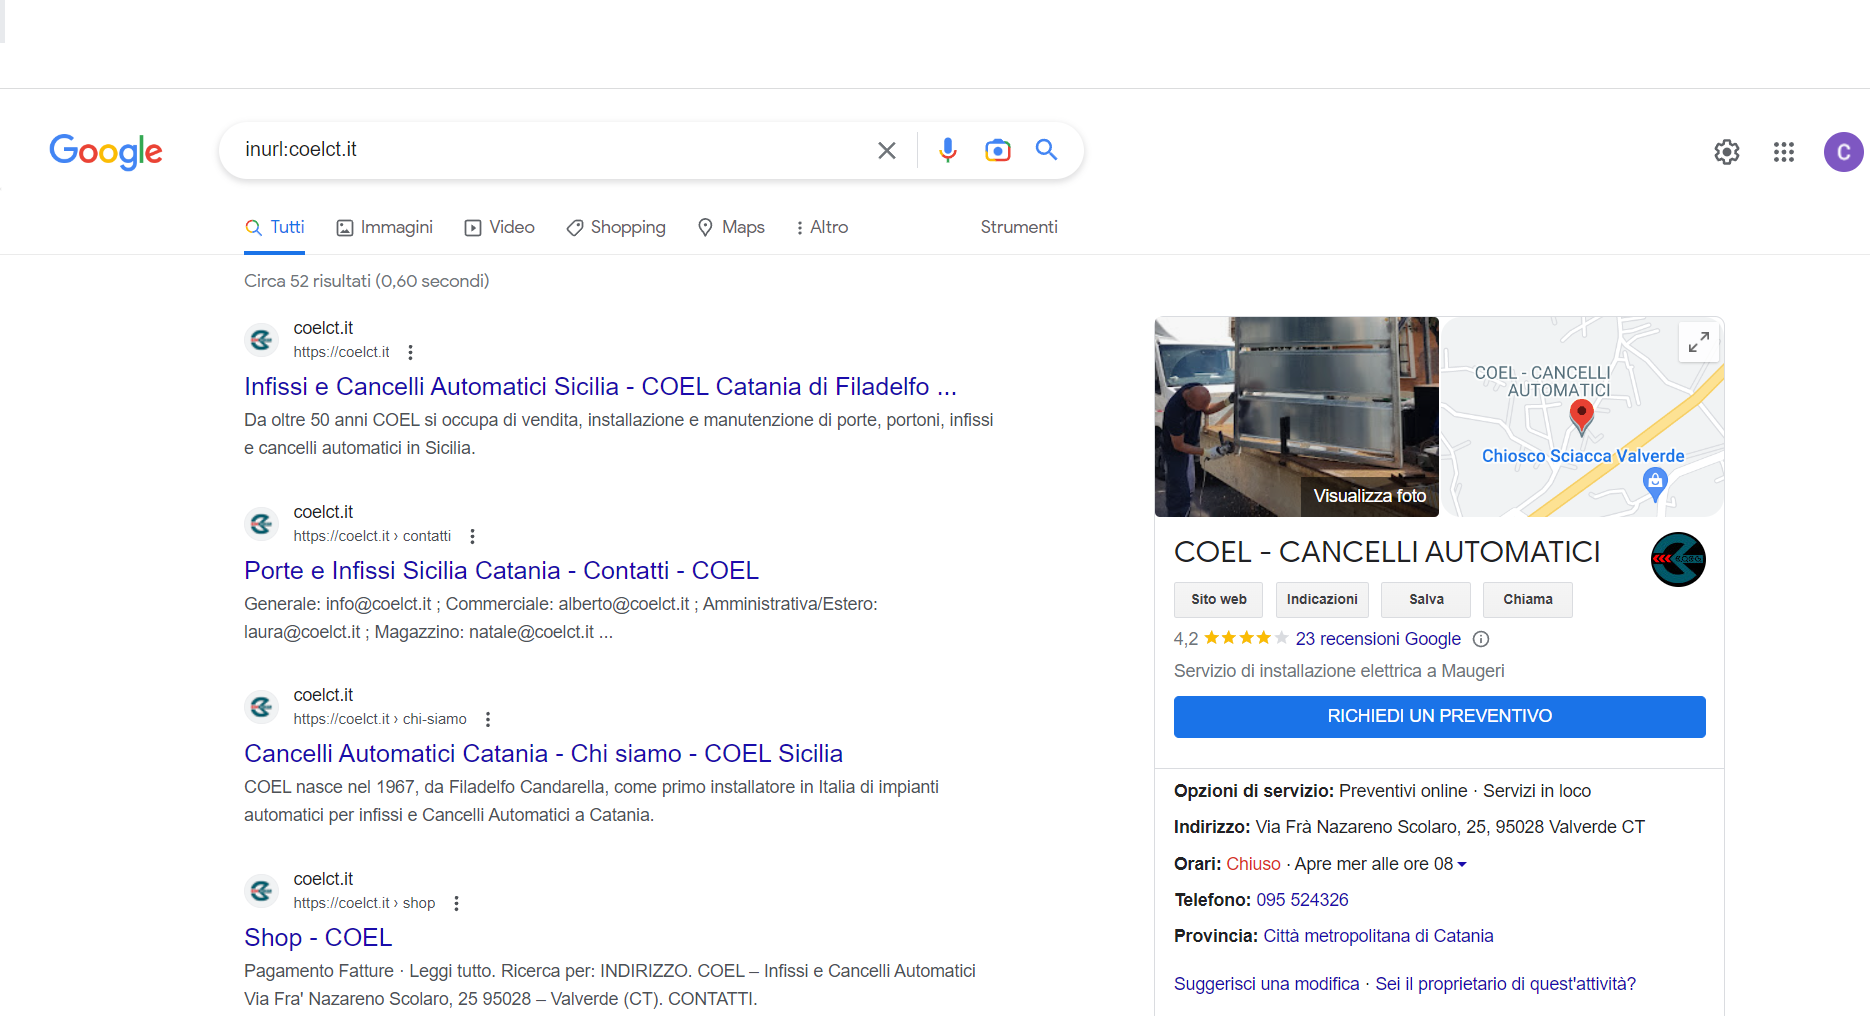 Google
inurl:coelct.it
C
Tutti
Immagini
Video
Shopping
Maps
Altro
Strumenti
Circa 52 risultati (0,60 secondi)
coelct.it
https://coelct.it
Infissi e Cancelli Automatici Sicilia - COEL Catania di Filadelfo ...
Da oltre 50 anni COEL si occupa di vendita, installazione e manutenzione di porte, portoni, infissi
e cancelli automatici in Sicilia.
coelct.it
https://coelct.it › contatti
Porte e Infissi Sicilia Catania - Contatti - COEL
Generale: info@coelct.it ; Commerciale: alberto@coelct.it ; Amministrativa/Estero:
laura@coelct.it ; Magazzino: natale@coelct.it ...
coelct.it
https://coelct.it › chi-siamo
Cancelli Automatici Catania - Chi siamo - COEL Sicilia
COEL nasce nel 1967, da Filadelfo Candarella, come primo installatore in Italia di impianti
automatici per infissi e Cancelli Automatici a Catania.
coelct.it
https://coelct.it › shop
Shop - COEL
Pagamento Fatture · Leggi tutto. Ricerca per: INDIRIZZO. COEL – Infissi e Cancelli Automatici
Via Fra' Nazareno Scolaro, 25 95028 – Valverde (CT). CONTATTI.
Visualizza foto
COEL - CANCELLI
AUTOMATICI
Chiosco Sciacca Valverde
COEL - CANCELLI AUTOMATICI
Sito web
Indicazioni
Salva
Chiama
4,2
23 recensioni Google
Servizio di installazione elettrica a Maugeri
RICHIEDI UN PREVENTIVO
Opzioni di servizio: Preventivi online · Servizi in loco
Indirizzo: Via Frà Nazareno Scolaro, 25, 95028 Valverde CT
Orari: Chiuso · Apre mer alle ore 08
Telefono: 095 524326
Provincia: Città metropolitana di Catania
Suggerisci una modifica · Sei il proprietario di quest'attività?